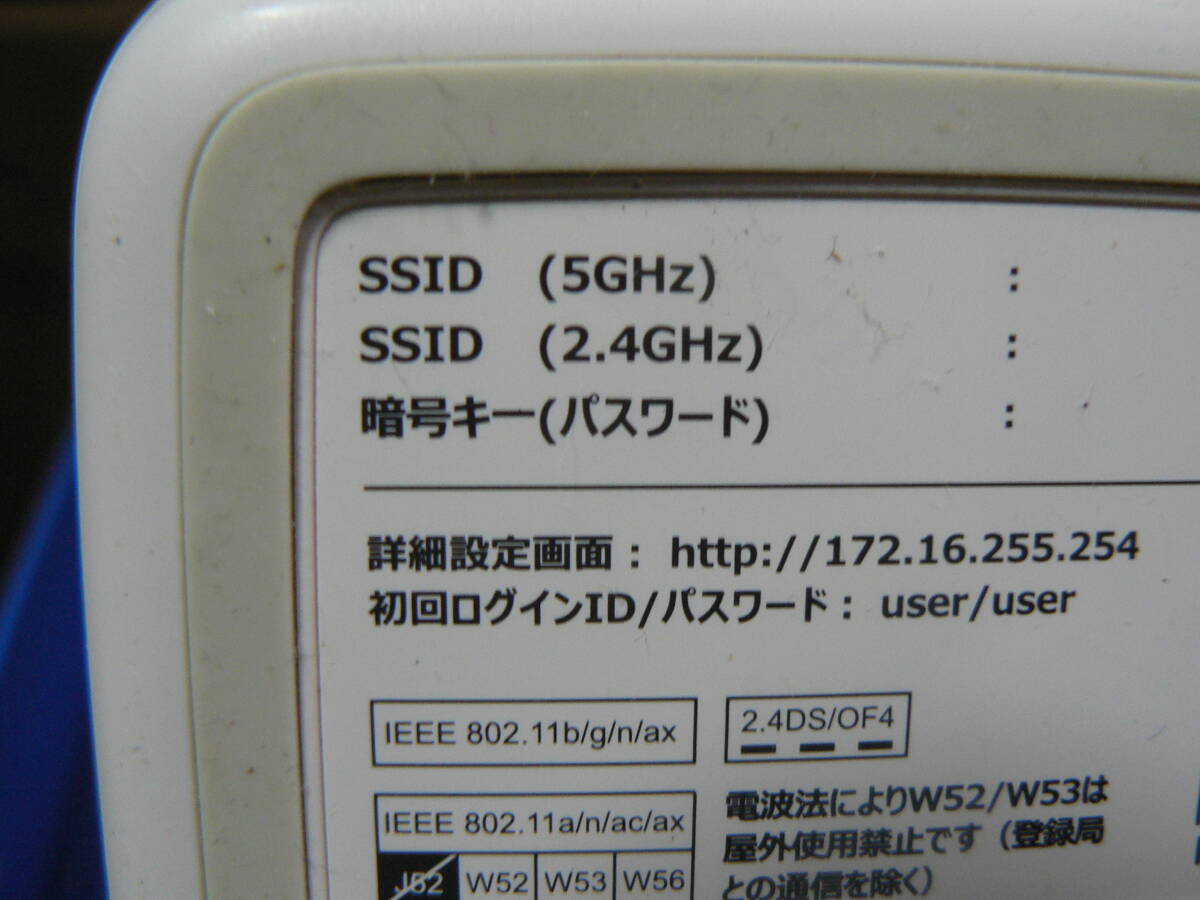 SSID (5GHz) :
SSID (2.4GHz) :
暗号キー(パスワード) :
詳細設定画面: http://172.16.255.254
初回ログインID/パスワード: user/user
IEEE 802.11b/g/n/ax
2.4DS/OF4
IEEE 802.11a/n/ac/ax
J52 W52 W53 W56
電波法によりW52/W53は
屋外使用禁止です(登録局
との通信を除く)